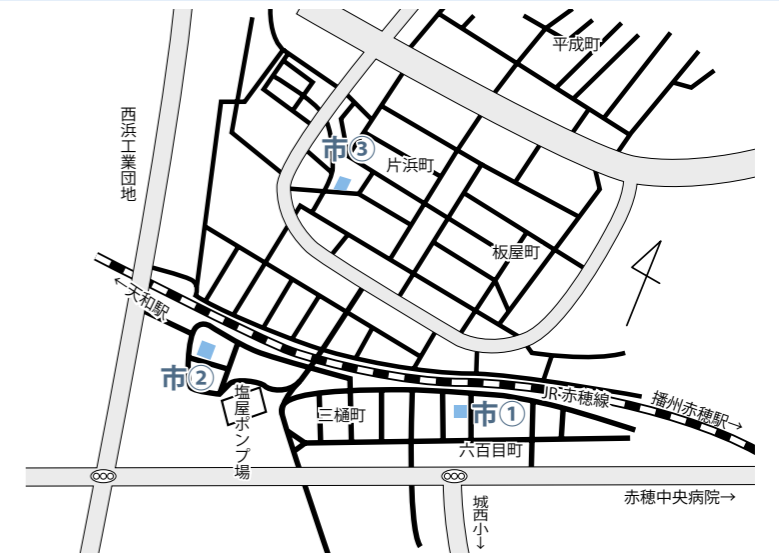 平成町
西浜工業団地
市③
片浜町
板屋町
←天和駅
市②
塩屋ポンプ場
三樋町
市①
JR赤穂線
播州赤穂駅→
六百目町
赤穂中央病院→
城西小→